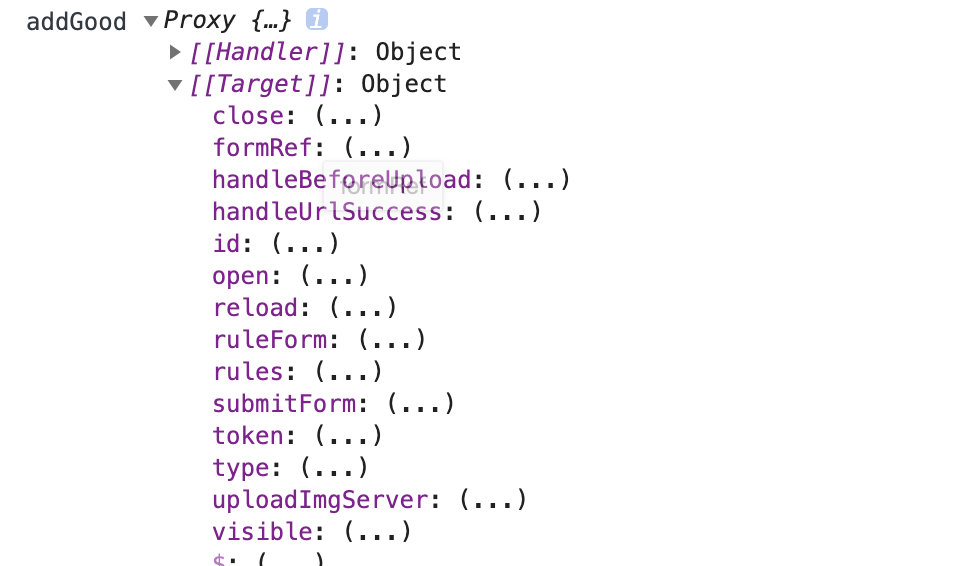 addGood ▼Proxy {…} i
▶[[Handler]]: Object
▼[[Target]]: Object
close: (...)
formRef: (...)
handleBeforeUpload: (...)
formRef
handleUrlSuccess: (...)
id: (...)
open: (...)
reload: (...)
ruleForm: (...)
rules: (...)
submitForm: (...)
token: (...)
type: (...)
uploadImgServer: (...)
visible: (...)
$: (...)